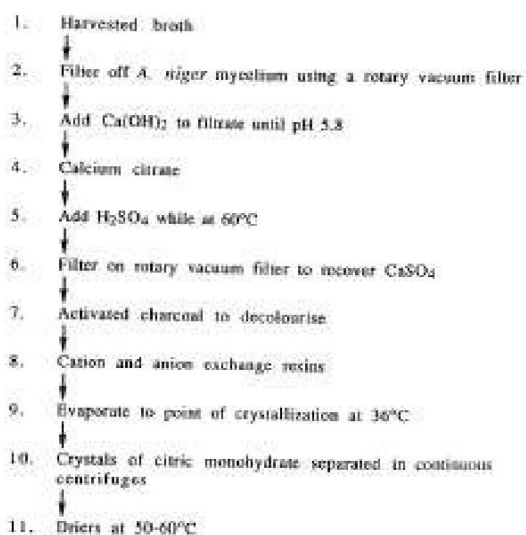 1. Harvested broth
2. Filter off A. niger mycelium using a rotary vacuum filter
3. Add Ca(OH)₂ to filtrate until pH 5.8
4. Calcium citrate
5. Add H₂SO₄ while at 60°C
6. Filter on rotary vacuum filter to recover CaSO₄
7. Activated charcoal to decolourise
8. Cation and anion exchange resins
9. Evaporate to point of crystallization at 36°C
10. Crystals of citric monohydrate separated in continuous
centrifuges
11. Driers at 50-60°C